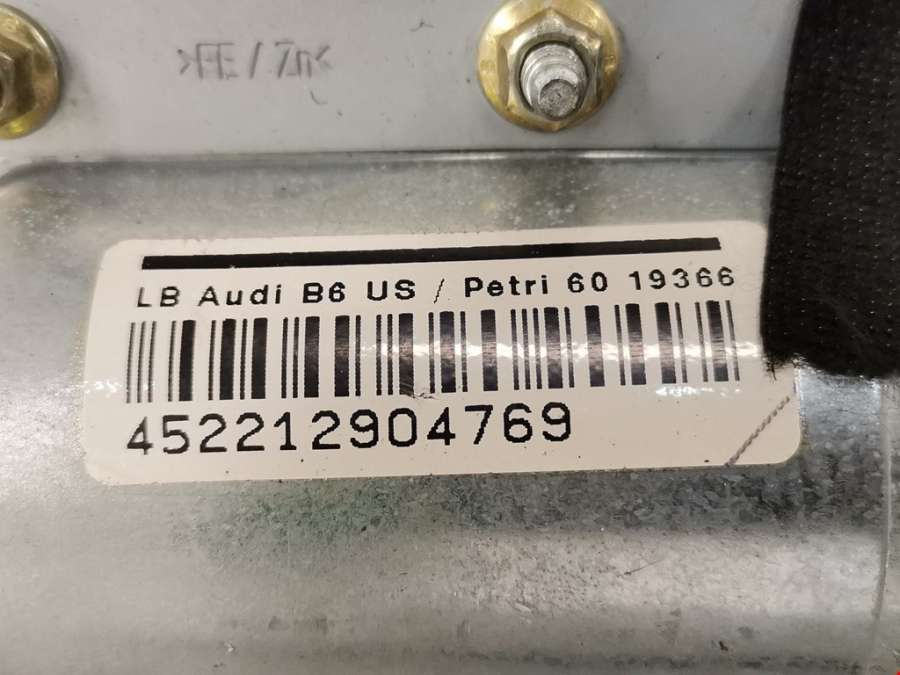 >FE/Zn<
LB Audi B6 US / Petri 60 19366
452212904769